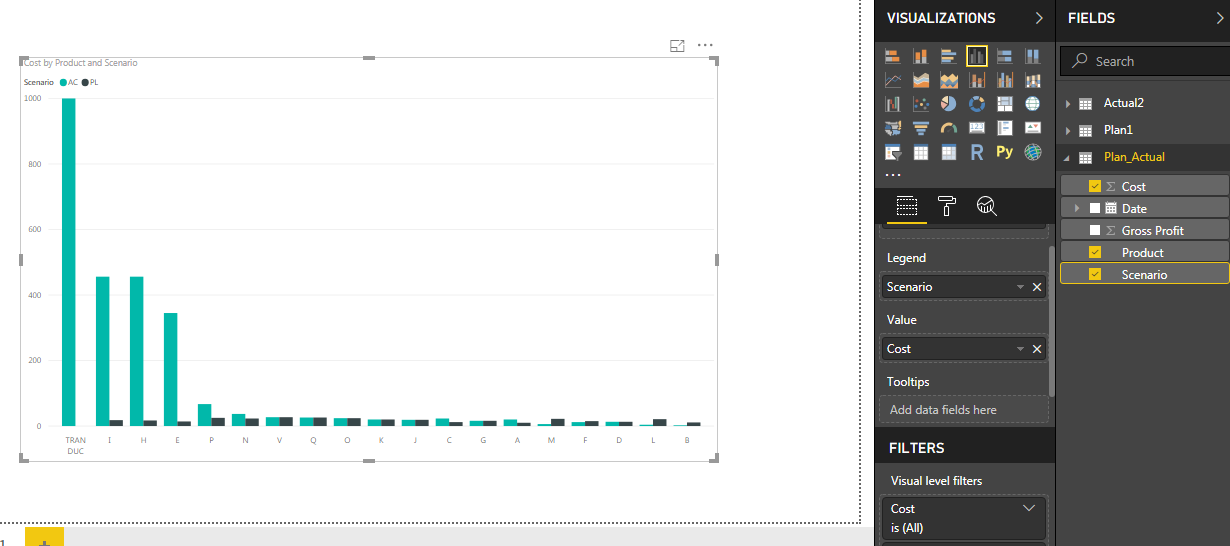 VISUALIZATIONS
FIELDS
Cost by Product and Scenario
Scenario AC PL
1000
800
600
400
200
0
TRAN
DUC
I H E P N V Q O K J C G A M F D L B
R Py
Legend
Scenario
Value
Cost
Tooltips
Add data fields here
FILTERS
Visual level filters
Cost
is (All)
Search
Actual2
Plan1
Plan_Actual
Cost
Date
Gross Profit
Product
Scenario